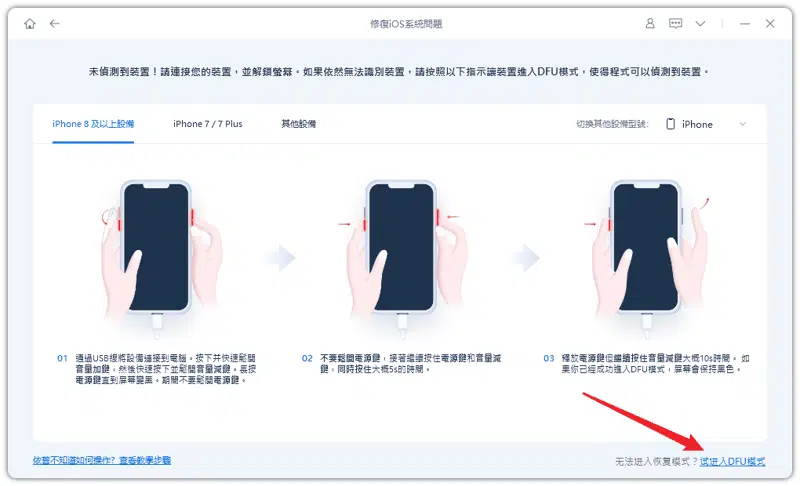 修復iOS系統問題
未偵測到裝置！請連接您的裝置，並解鎖螢幕。如果依然無法識別裝置，請按照以下指示讓裝置進入DFU模式，使得程式可以偵測到裝置。
iPhone 8 及以上設備
iPhone 7 / 7 Plus
其他設備
切換其他設備型號：
iPhone
01 通過USB線將設備連接到電腦。按下并快速鬆開
音量加鍵，然後快速按下並鬆開音量減鍵。長按
電源鍵直到屏幕變黑。期間不要鬆開電源鍵。
02 不要鬆開電源鍵，接著繼續按住電源鍵和音量減
鍵，同時按住大概5s的時間。
03 釋放電源鍵但繼續按住音量減鍵大概10s時間。 如
果你已經成功進入DFU模式，屏幕會保持黑色。
依舊不知道如何操作？查看教學步驟
无法进入恢复模式？试进入DFU模式